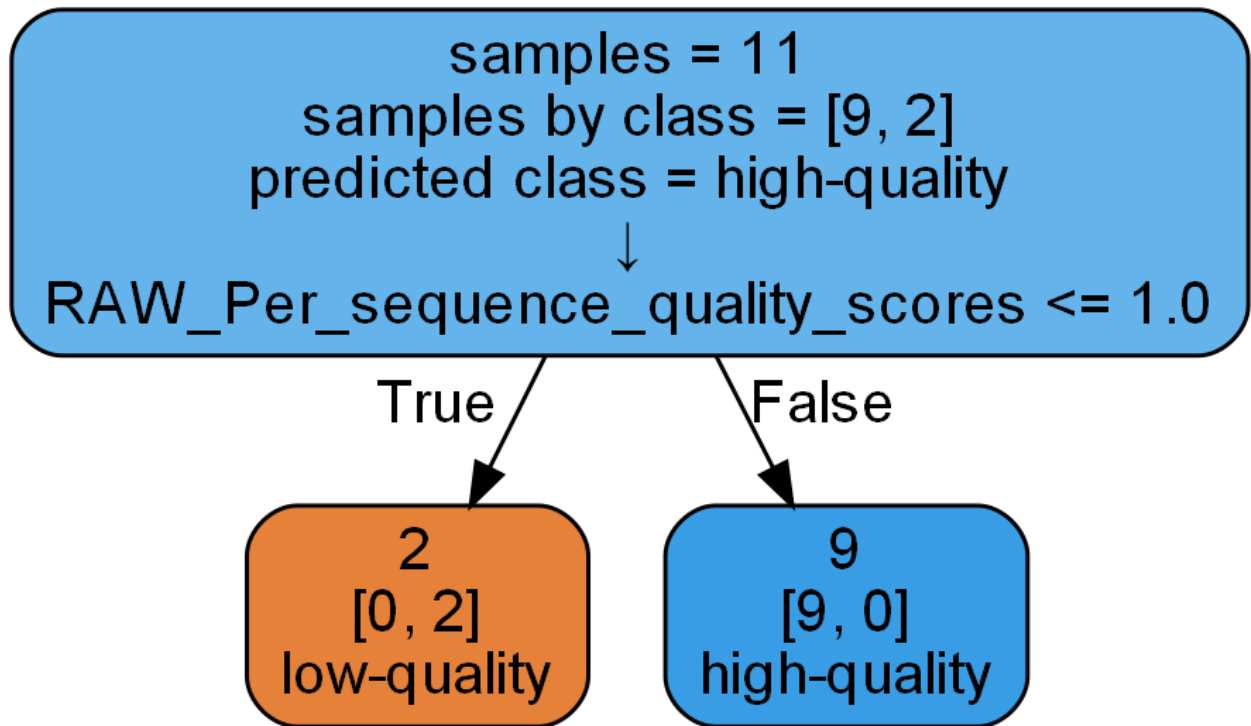 samples = 11
samples by class = [9, 2]
predicted class = high-quality
↓
RAW_Per_sequence_quality_scores <= 1.0
True
False
2
[0, 2]
low-quality
9
[9, 0]
high-quality